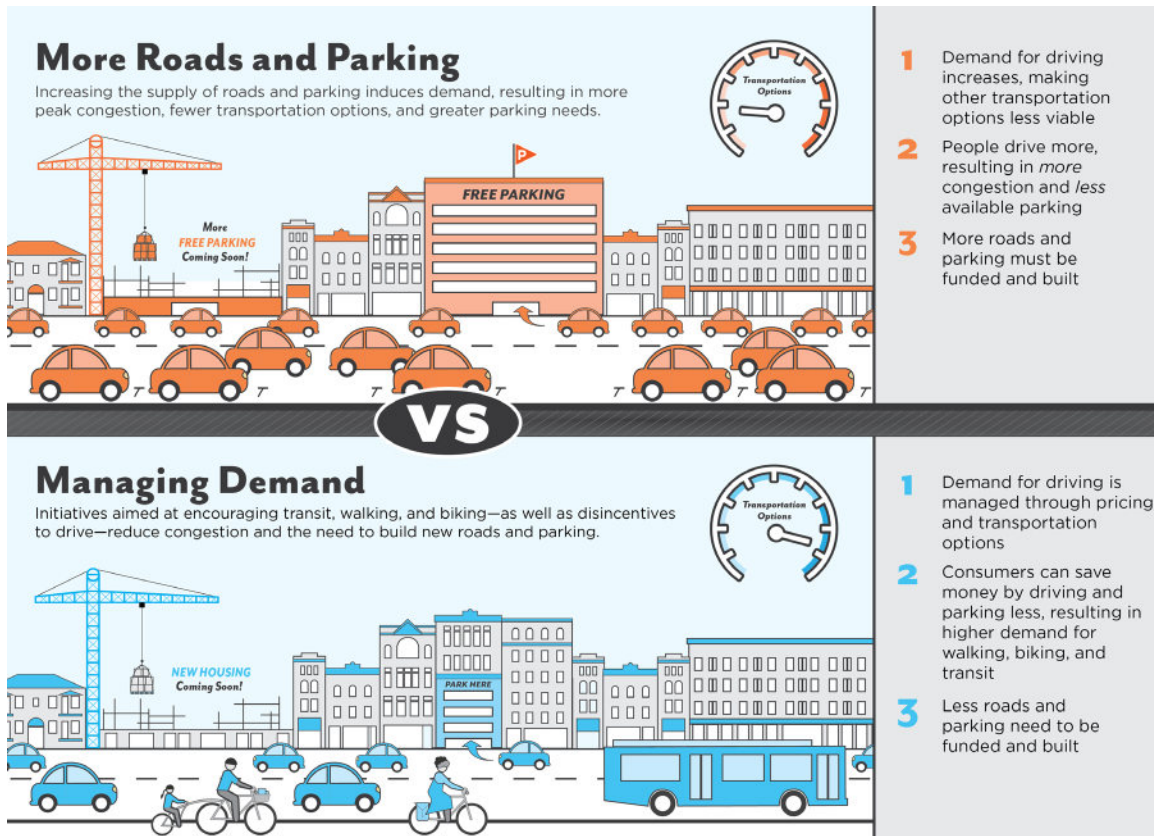 More Roads and Parking
Increasing the supply of roads and parking induces demand, resulting in more
peak congestion, fewer transportation options, and greater parking needs.
Transportation
Options
P
FREE PARKING
More
FREE PARKING
Coming Soon!
1
Demand for driving
increases, making
other transportation
options less viable
2
People drive more,
resulting in more
congestion and less
available parking
3
More roads and
parking must be
funded and built
VS
Managing Demand
Initiatives aimed at encouraging transit, walking, and biking—as well as disincentives
to drive—reduce congestion and the need to build new roads and parking.
Transportation
Options
NEW HOUSING
Coming Soon!
PARK HERE
1
Demand for driving is
managed through pricing
and transportation
options
2
Consumers can save
money by driving and
parking less, resulting in
higher demand for
walking, biking, and
transit
3
Less roads and
parking need to be
funded and built